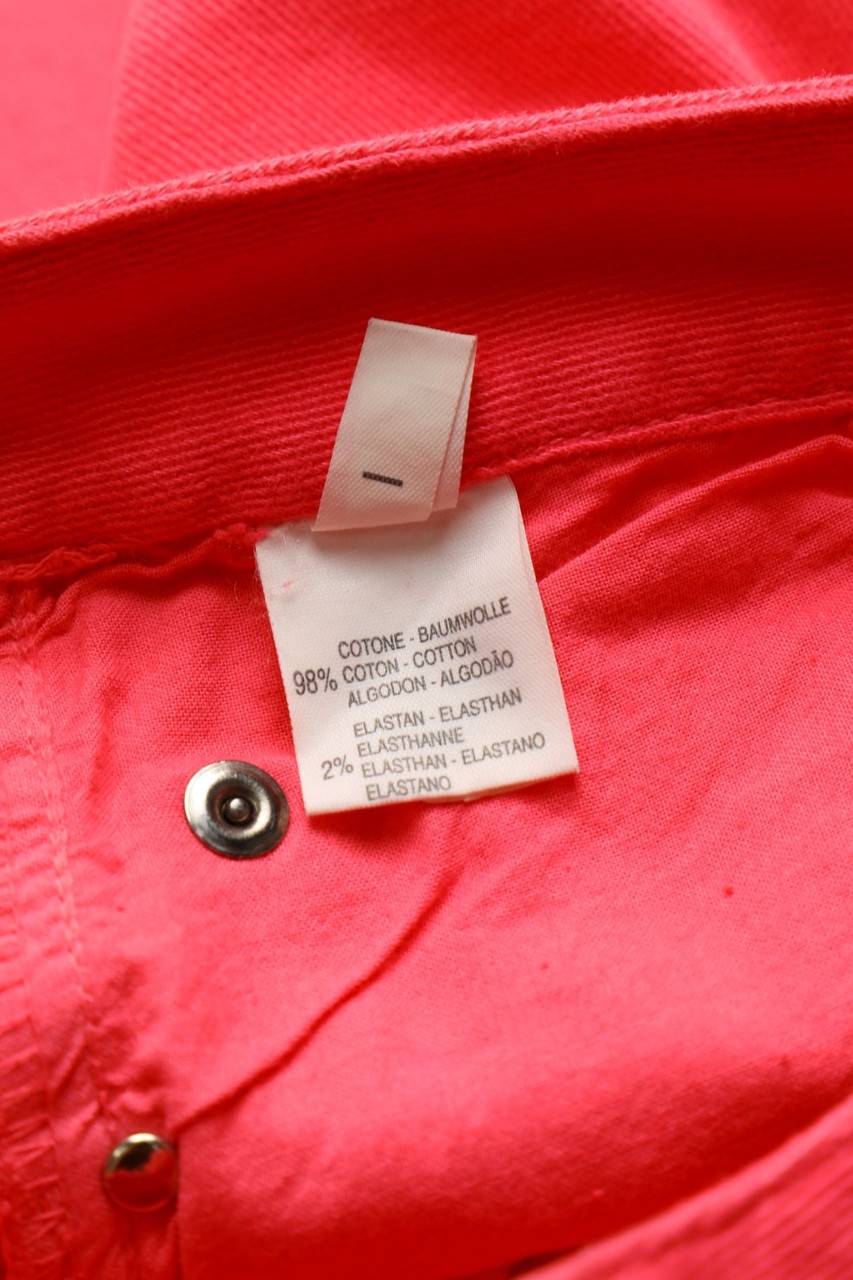 I
COTONE - BAUMWOLLE
98% COTON - COTTON
ALGODON - ALGODÃO
ELASTAN - ELASTHAN
ELASTHANNE
2% ELASTHAN - ELASTANO
ELASTANO